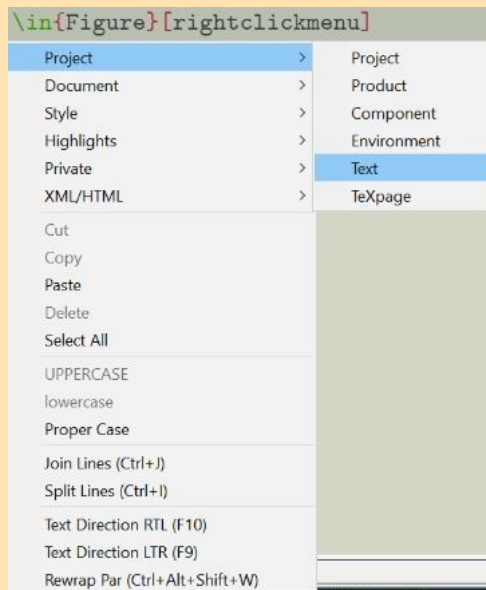 \in{Figure}[rightclickmenu]
Project >
Document >
Style >
Highlights >
Private >
XML/HTML >
Cut
Copy
Paste
Delete
Select All
UPPERCASE
lowercase
Proper Case
Join Lines (Ctrl+J)
Split Lines (Ctrl+I)
Text Direction RTL (F10)
Text Direction LTR (F9)
Rewrap Par (Ctrl+Alt+Shift+W)
Project
Product
Component
Environment
Text
TeXpage